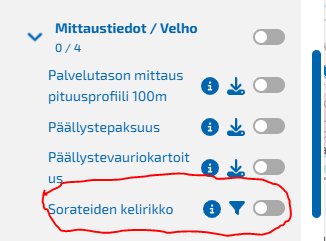 Mittaustiedot / Velho
0 / 4
Palvelutason mittaus
pituusprofiili 100m
Päällystepaksuus
Päällystevauriokartoit
us
Sorateiden kelirikko